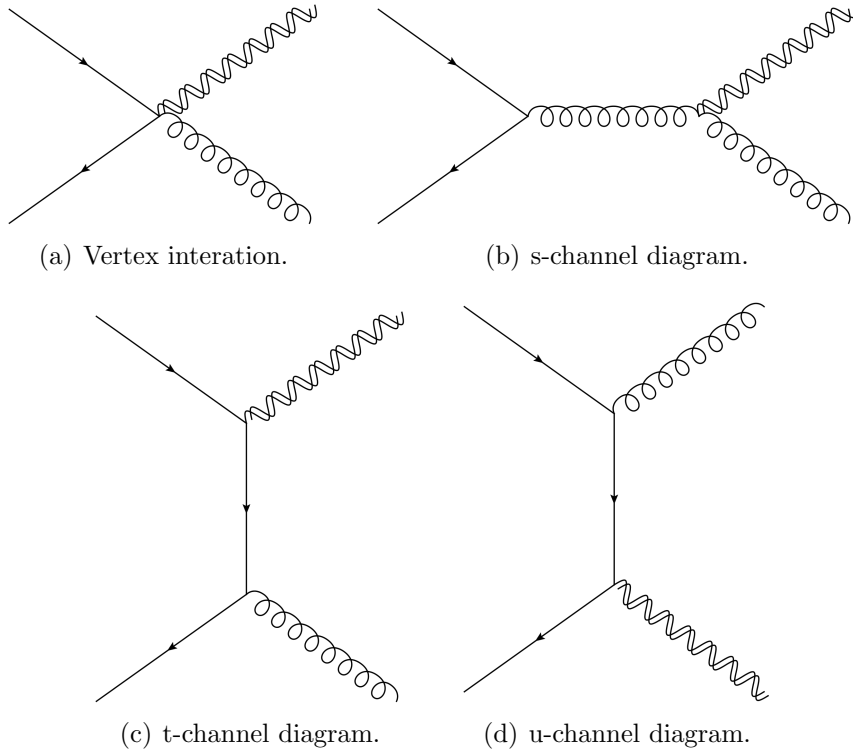 (a) Vertex interation.
(b) s-channel diagram.
(c) t-channel diagram.
(d) u-channel diagram.